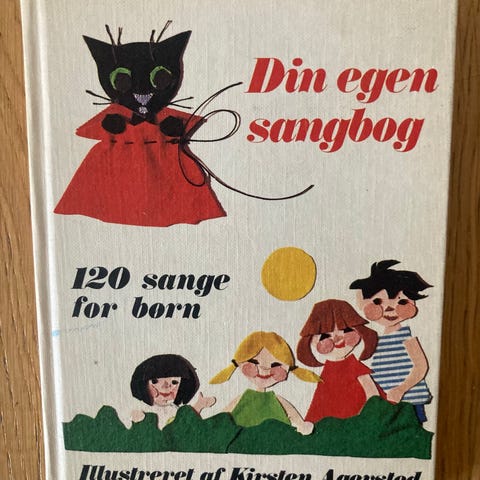 Din egen
sangbog
120 sange
for børn
Illustreret af Kirsten Agersted